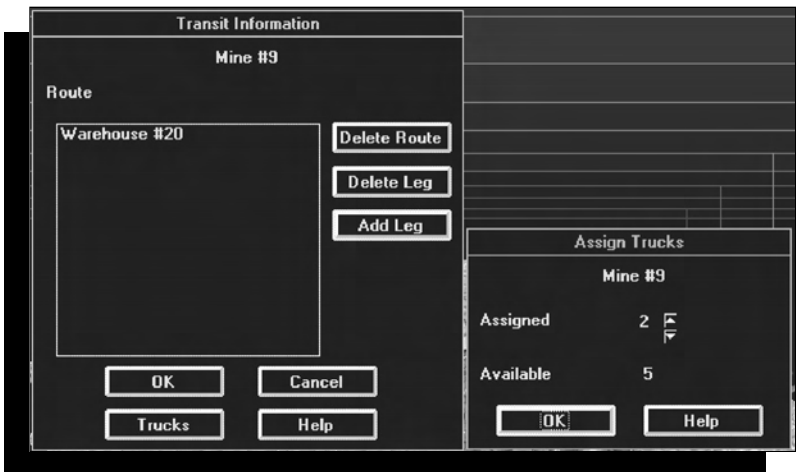 Transit Information
Mine #9
Route
Warehouse #20
Delete Route
Delete Leg
Add Leg
OK
Cancel
Trucks
Help
Assign Trucks
Mine #9
Assigned 2
Available 5
OK
Help